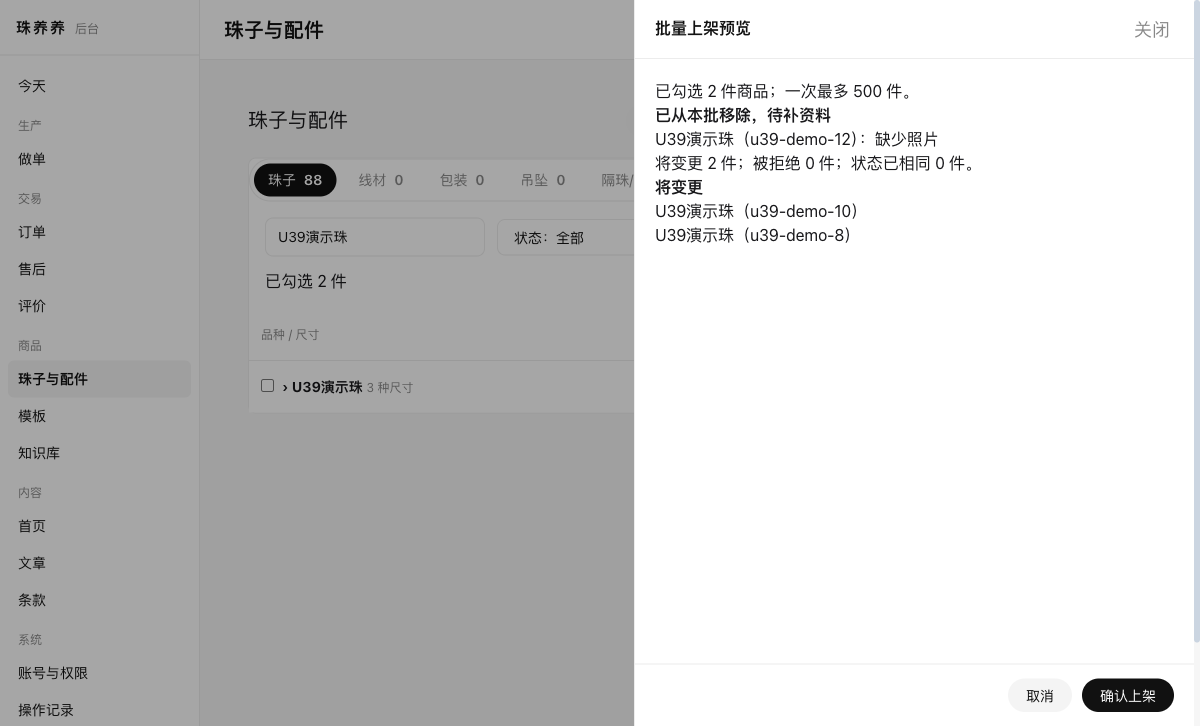 珠养养 后台
今天
生产
做单
交易
订单
售后
评价
商品
珠子与配件
模板
知识库
内容
首页
文章
条款
系统
账号与权限
操作记录
珠子与配件
珠子与配件
珠子 88 线材 0 包装 0 吊坠 0 隔珠/
U39演示珠 状态：全部
已勾选 2 件
品种 / 尺寸
› U39演示珠 3 种尺寸
批量上架预览 关闭
已勾选 2 件商品；一次最多 500 件。
已从本批移除，待补资料
U39演示珠（u39-demo-12）：缺少照片
将变更 2 件；被拒绝 0 件；状态已相同 0 件。
将变更
U39演示珠（u39-demo-10）
U39演示珠（u39-demo-8）
取消 确认上架